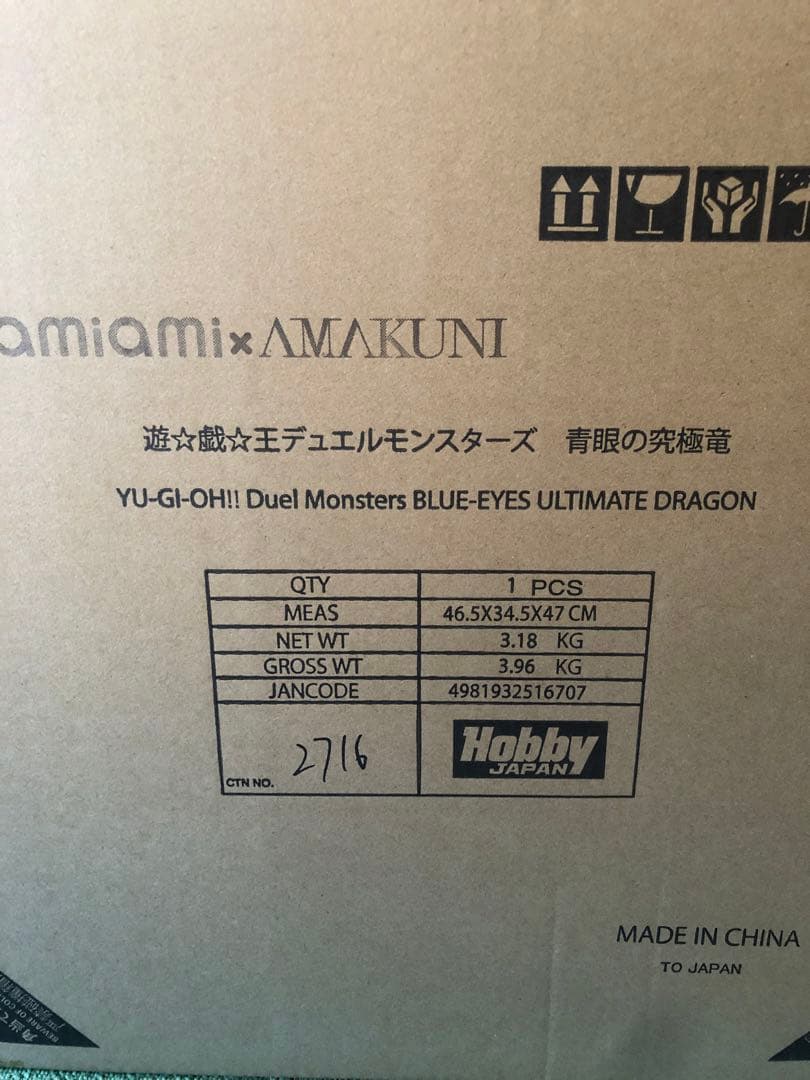 amiami×AMAKUNI
遊☆戯☆王デュエルモンスターズ 青眼の究極竜
YU-GI-OH!! Duel Monsters BLUE-EYES ULTIMATE DRAGON
QTY 1 PCS
MEAS 46.5X34.5X47 CM
NET WT 3.18 KG
GROSS WT 3.96 KG
JANCODE 4981932516707
CTN NO. 2716
Hobby
JAPAN
MADE IN CHINA
TO JAPAN